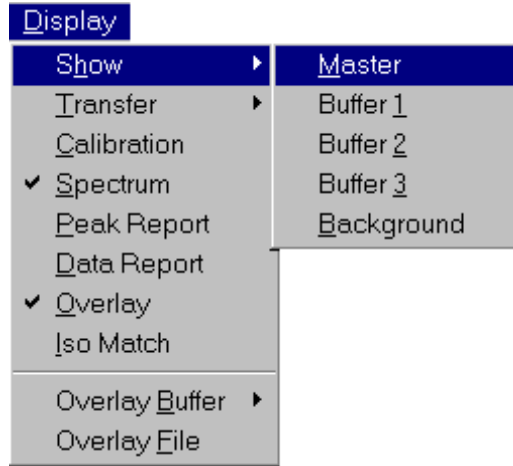 Display
Show
Transfer
Calibration
Spectrum
Peak Report
Data Report
Overlay
Iso Match
Overlay Buffer
Overlay File
Master
Buffer 1
Buffer 2
Buffer 3
Background